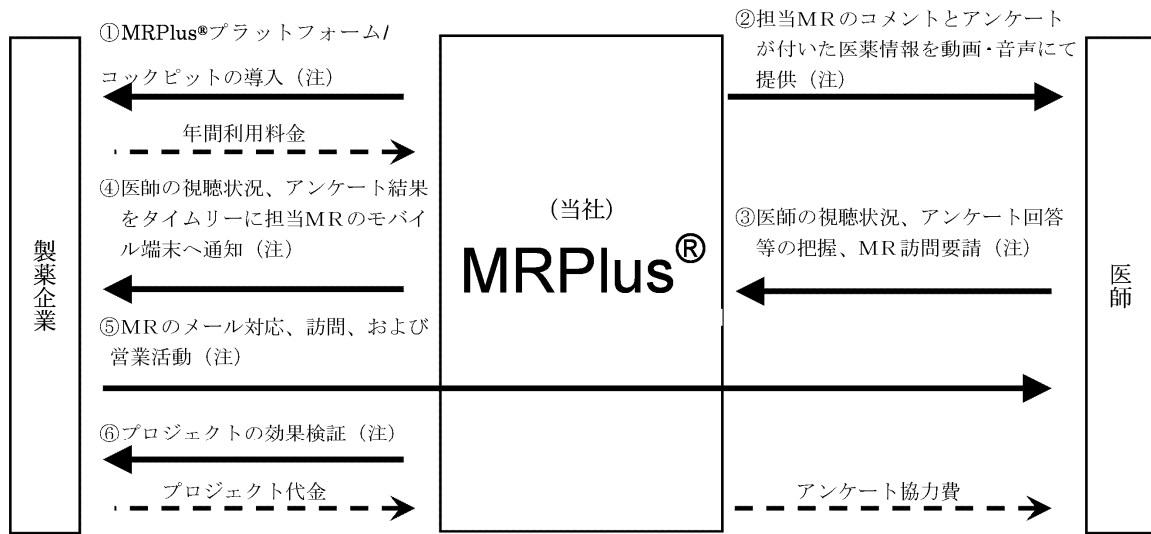 製薬企業
①MRPlus®プラットフォーム/
コックピットの導入（注）
年間利用料金
④医師の視聴状況、アンケート結果
をタイムリーに担当ＭＲのモバイ
ル端末へ通知（注）
⑤ＭＲのメール対応、訪問、および
営業活動（注）
⑥プロジェクトの効果検証（注）
プロジェクト代金
（当社）
MRPlus®
②担当ＭＲのコメントとアンケート
が付いた医薬情報を動画・音声にて
提供（注）
③医師の視聴状況、アンケート回答
等の把握、ＭＲ訪問要請（注）
アンケート協力費
医師